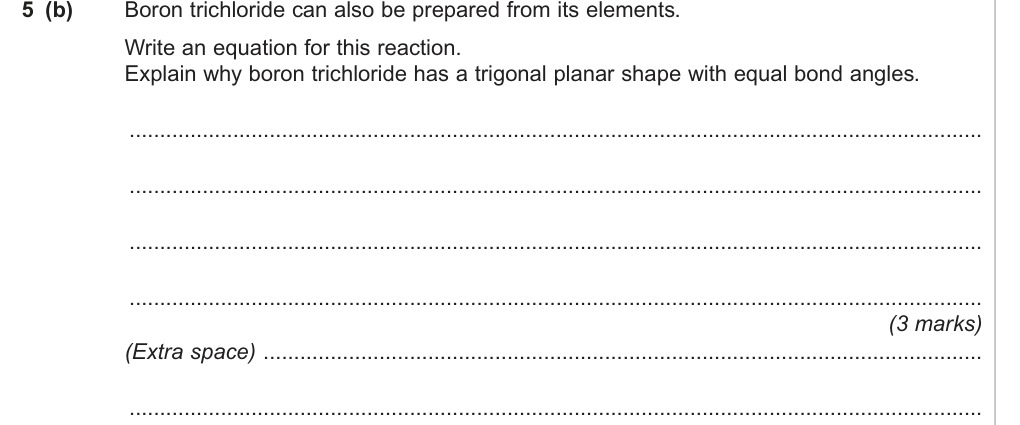 5 (b) Boron trichloride can also be prepared from its elements.
Write an equation for this reaction.
Explain why boron trichloride has a trigonal planar shape with equal bond angles.
..............................................................................................................................................
..............................................................................................................................................
..............................................................................................................................................
..............................................................................................................................................
(3 marks)
(Extra space) ......................................................................................................................
..............................................................................................................................................